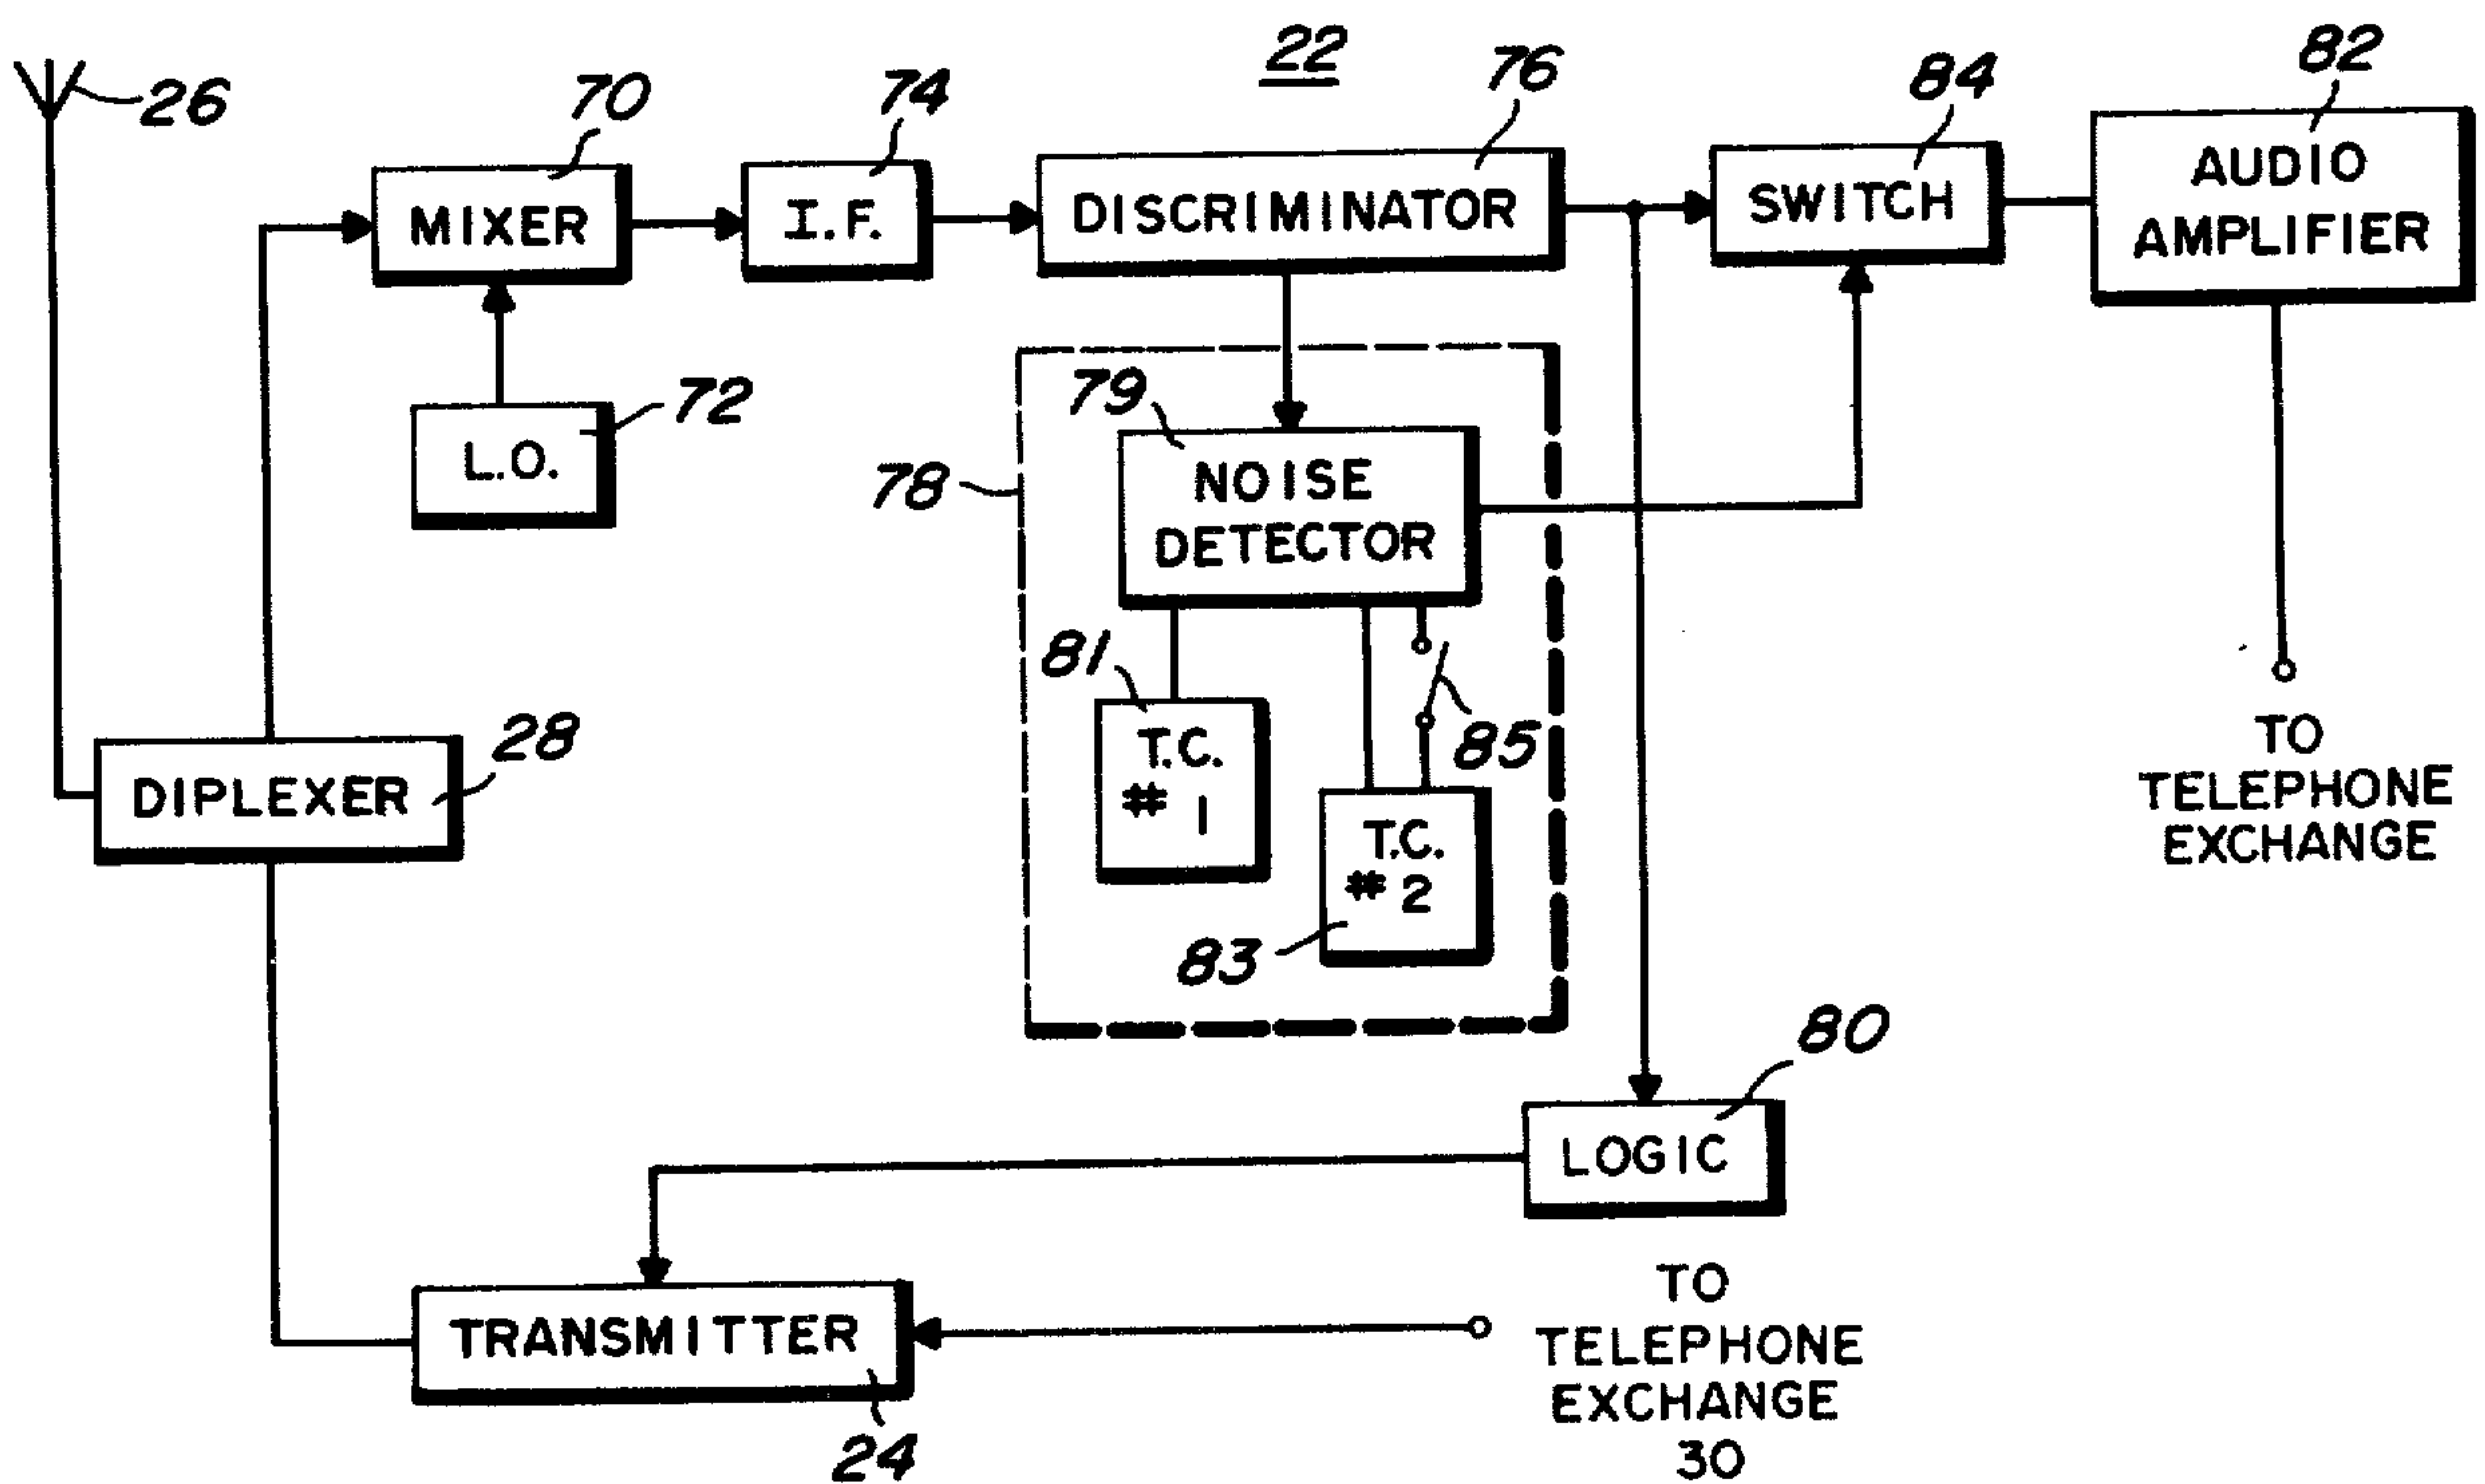 22
26
70
74
76
84
82
MIXER
I.F.
DISCRIMINATOR
SWITCH
AUDIO
AMPLIFIER
72
L.O.
78
79
NOISE
DETECTOR
81
T.C.
# 1
85
T.C.
# 2
83
28
DIPLEXER
TO
TELEPHONE
EXCHANGE
80
LOGIC
TRANSMITTER
24
TO
TELEPHONE
EXCHANGE
30